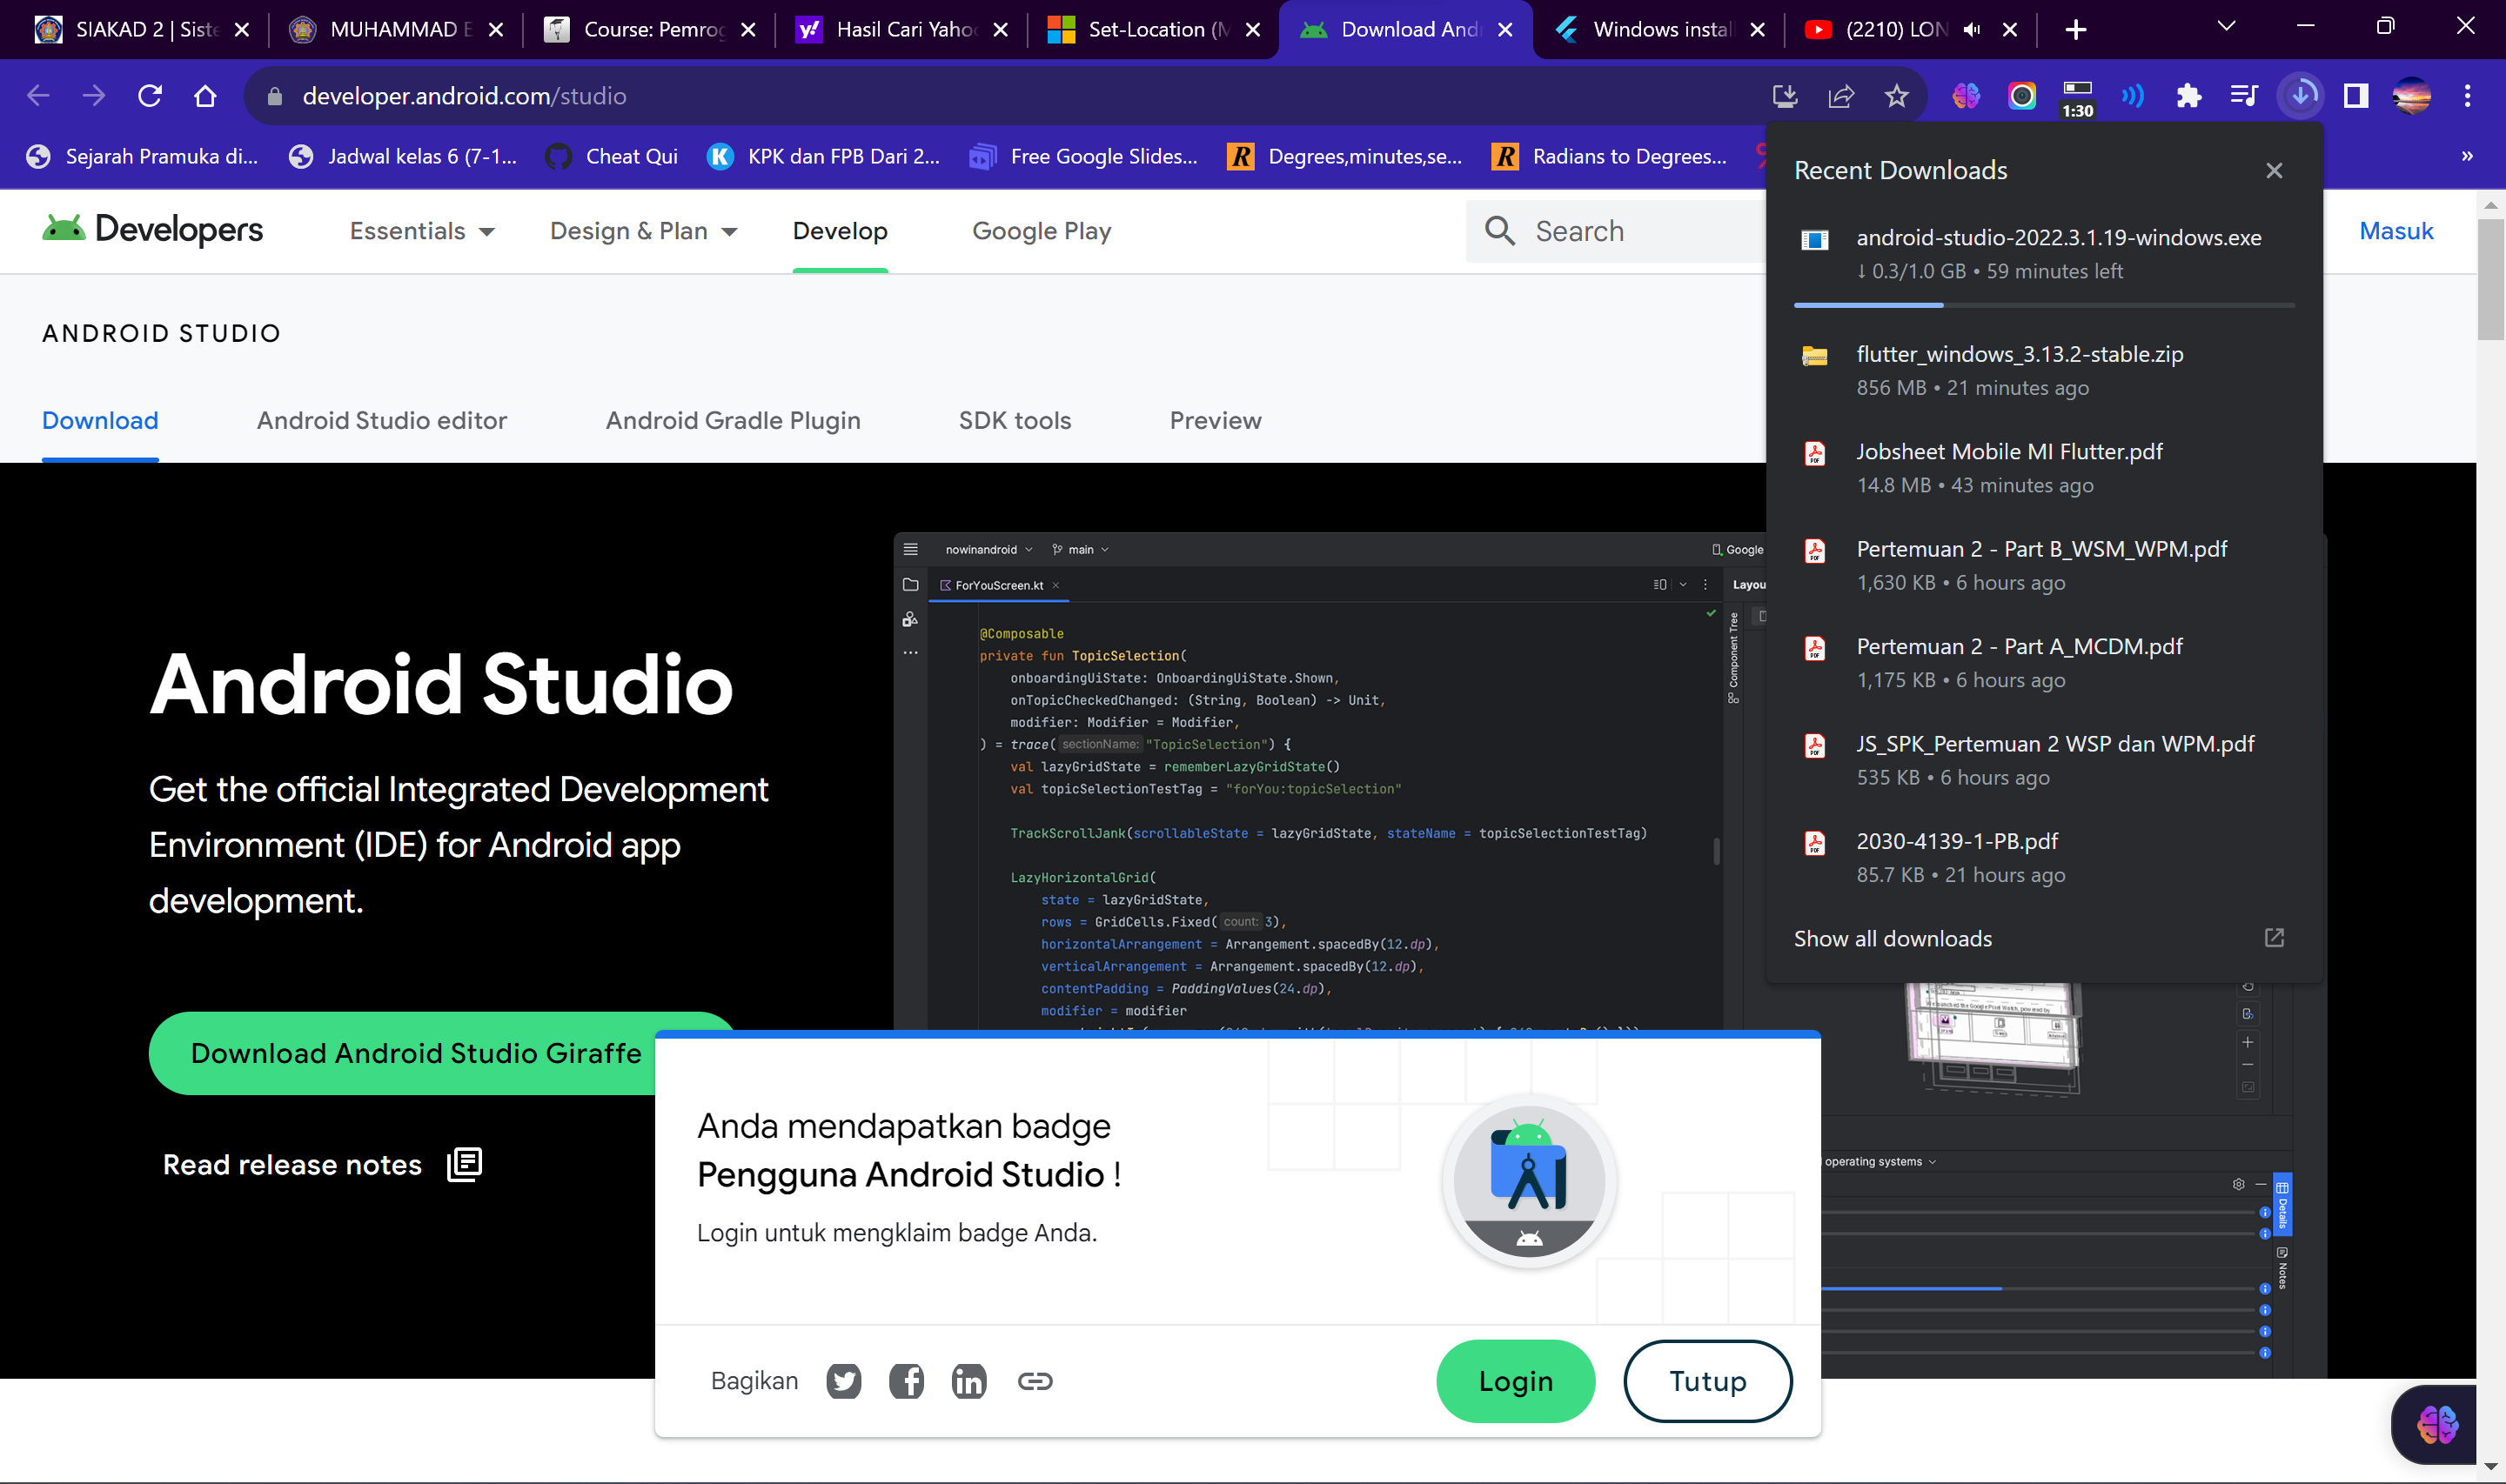 SIAKAD 2 | Siste
MUHAMMAD E
Course: Pemrog
Hasil Cari Yahoo
Set-Location (M
Download And
Windows instal
(2210) LON
developer.android.com/studio
1:30
Sejarah Pramuka di...
Jadwal kelas 6 (7-1...
Cheat Qui
KPK dan FPB Dari 2...
Free Google Slides...
Degrees,minutes,se...
Radians to Degrees...
»
Developers
Essentials
Design & Plan
Develop
Google Play
Search
Masuk
ANDROID STUDIO
Download
Android Studio editor
Android Gradle Plugin
SDK tools
Preview
Recent Downloads
android-studio-2022.3.1.19-windows.exe
↓ 0.3/1.0 GB • 59 minutes left
flutter_windows_3.13.2-stable.zip
856 MB • 21 minutes ago
Jobsheet Mobile MI Flutter.pdf
14.8 MB • 43 minutes ago
Pertemuan 2 - Part B_WSM_WPM.pdf
1,630 KB • 6 hours ago
Pertemuan 2 - Part A_MCDM.pdf
1,175 KB • 6 hours ago
JS_SPK_Pertemuan 2 WSP dan WPM.pdf
535 KB • 6 hours ago
2030-4139-1-PB.pdf
85.7 KB • 21 hours ago
Show all downloads
Android Studio
Get the official Integrated Development
Environment (IDE) for Android app
development.
Download Android Studio Giraffe
Read release notes
nowinandroid
main
Google
ForYouScreen.kt
Layou
Component Tree
@Composable
private fun TopicSelection(
onboardingUiState: OnboardingUiState.Shown,
onTopicCheckedChanged: (String, Boolean) -> Unit,
modifier: Modifier = Modifier,
) = trace( sectionName: "TopicSelection") {
val lazyGridState = rememberLazyGridState()
val topicSelectionTestTag = "forYou:topicSelection"
TrackScrollJank(scrollableState = lazyGridState, stateName = topicSelectionTestTag)
LazyHorizontalGrid(
state = lazyGridState,
rows = GridCells.Fixed( count: 3),
horizontalArrangement = Arrangement.spacedBy(12.dp),
verticalArrangement = Arrangement.spacedBy(12.dp),
contentPadding = PaddingValues(24.dp),
modifier = modifier
operating systems
Details
Notes
Anda mendapatkan badge
Pengguna Android Studio !
Login untuk mengklaim badge Anda.
Bagikan
Login
Tutup